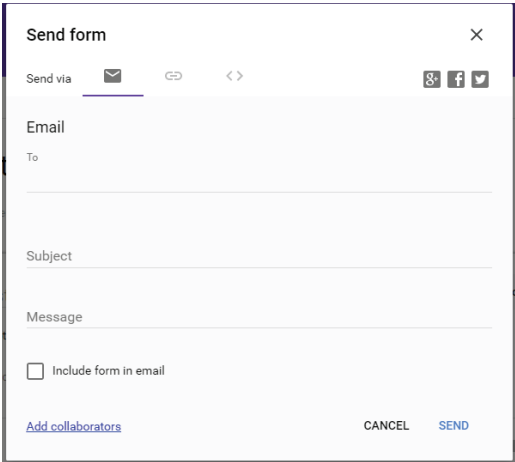 Send form
Send via
Email
To
Subject
Message
Include form in email
Add collaborators
CANCEL
SEND